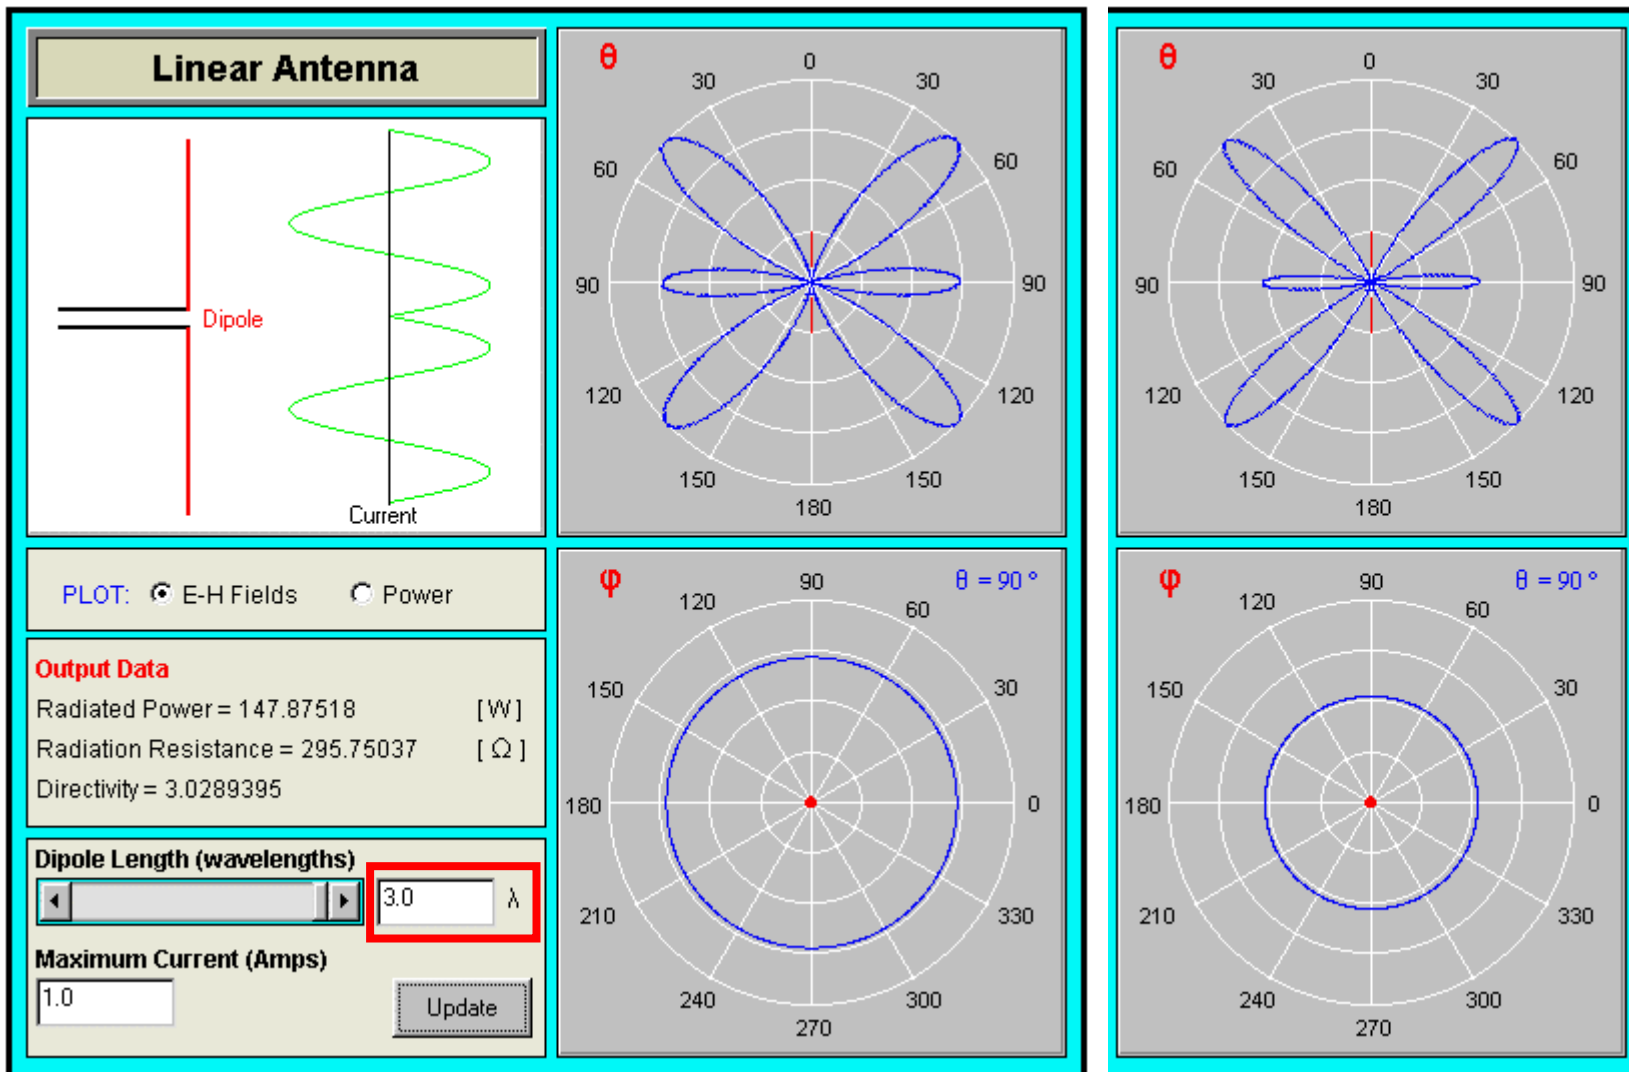 Linear Antenna
Dipole
Current
PLOT: E-H Fields Power
Output Data
Radiated Power = 147.87518 [W]
Radiation Resistance = 295.75037 [Ω]
Directivity = 3.0289395
Dipole Length (wavelengths)
3.0 λ
Maximum Current (Amps)
1.0
Update
θ
0
30 30
60 60
90 90
120 120
150 150
180
φ
θ = 90 º
90
120 60
150 30
180 0
210 330
240 300
270
θ
0
30 30
60 60
90 90
120 120
150 150
180
φ
θ = 90 º
90
120 60
150 30
180 0
210 330
240 300
270